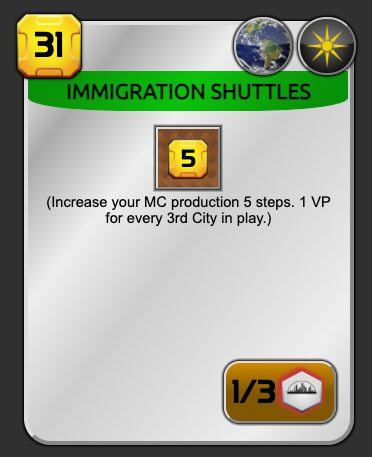 31
IMMIGRATION SHUTTLES
5
(Increase your MC production 5 steps. 1 VP
for every 3rd City in play.)
1/3